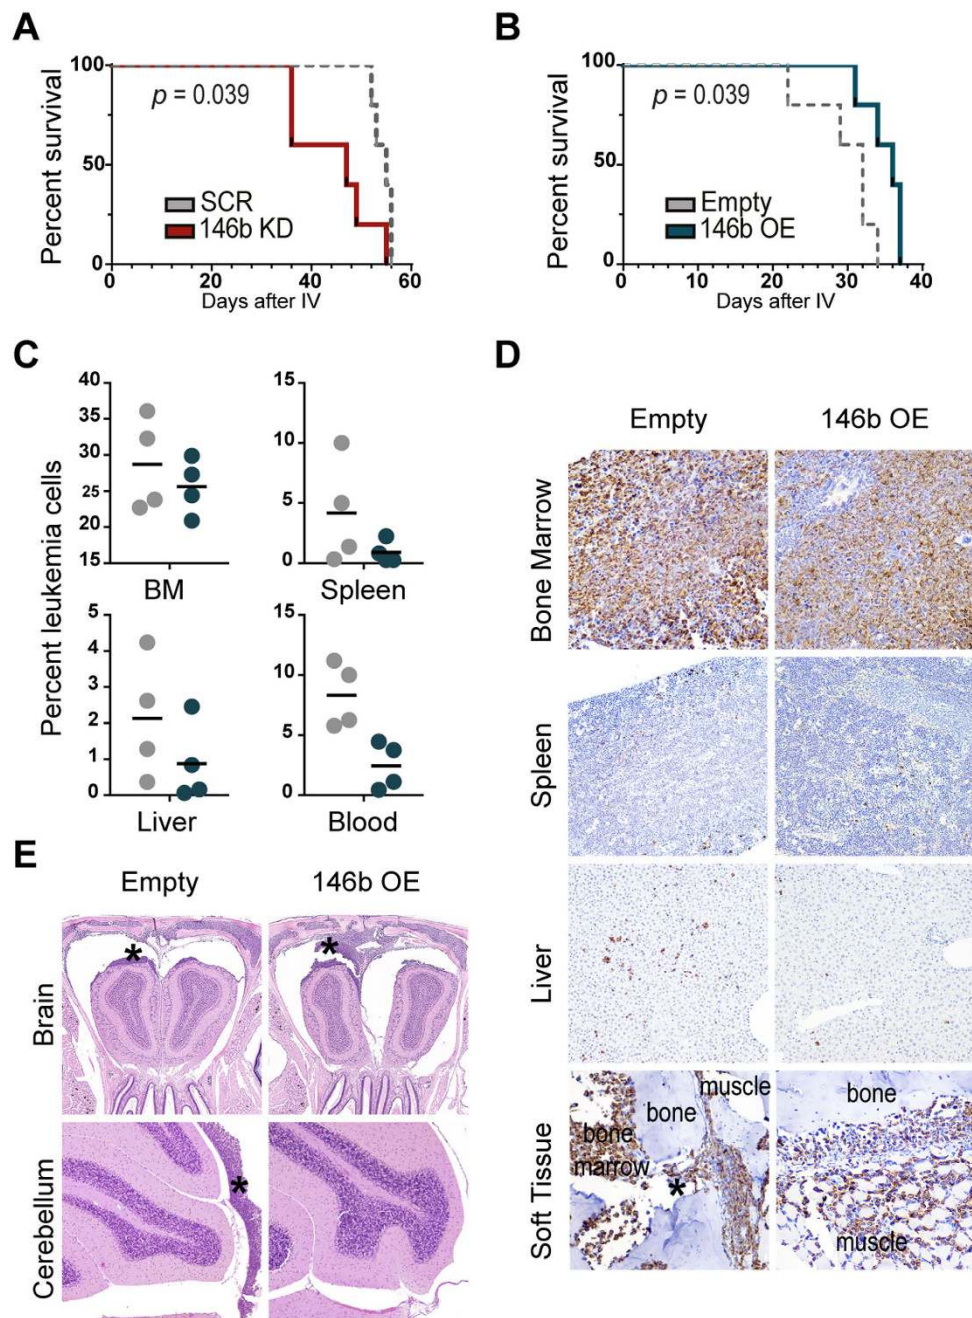 A
Percent survival
100
50
0
p = 0.039
SCR
146b KD
0 20 40 60
Days after IV
B
Percent survival
100
50
0
p = 0.039
Empty
146b OE
0 10 20 30 40
Days after IV
C
Percent leukemia cells
40
35
30
25
20
15
BM
15
10
5
0
Spleen
5
4
3
2
1
0
Liver
15
10
5
0
Blood
D
Empty 146b OE
Bone Marrow
Spleen
Liver
Soft Tissue
bone
marrow
bone
muscle
*
bone
muscle
E
Empty 146b OE
Brain
*
*
Cerebellum
*